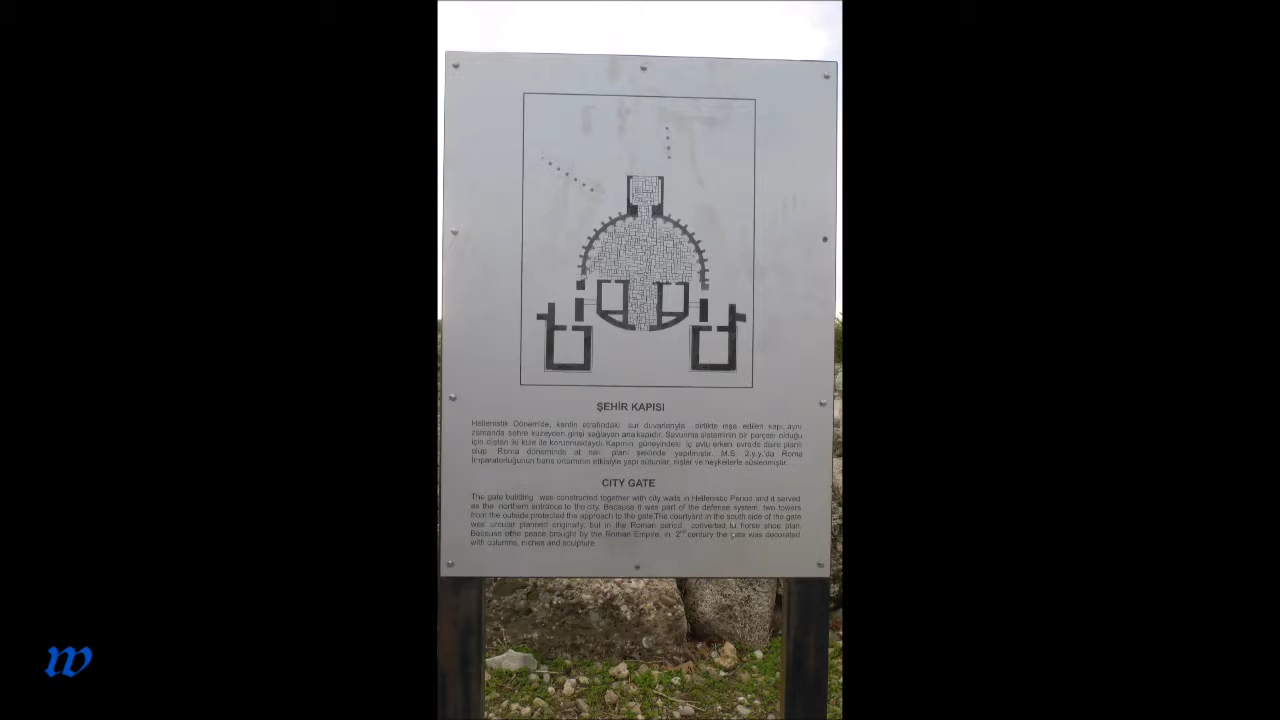 ŞEHİR KAPISI
Hellenistik Dönem'de, kentin etrafındaki sur duvarlarıyla birlikte inşa edilen kapı, aynı
zamanda şehre kuzeyden girişi sağlayan ana kapıdır. Savunma sisteminin bir parçası olduğu
için dıştan iki kule ile korunmaktaydı. Kapının güneyindeki iç avlu erken evrede daire planlı
olup Roma döneminde at nalı planı şeklinde yapılmıştır. M.S. 2.y.y.'da Roma
İmparatorluğunun barış ortamının etkisiyle yapı sütunlar, nişler ve heykellerle süslenmiştir.
CITY GATE
The gate building was constructed together with city walls in Hellenistic Period and it served
as the northern entrance to the city. Because it was part of the defense system, two towers
from the outside protected the approach to the gate.The courtyard in the south side of the gate
was circular planned originally, but in the Roman period converted to horse shoe plan.
Because of the peace brought by the Roman Empire, in 2nd century the gate was decorated
with columns, niches and sculpture.
w